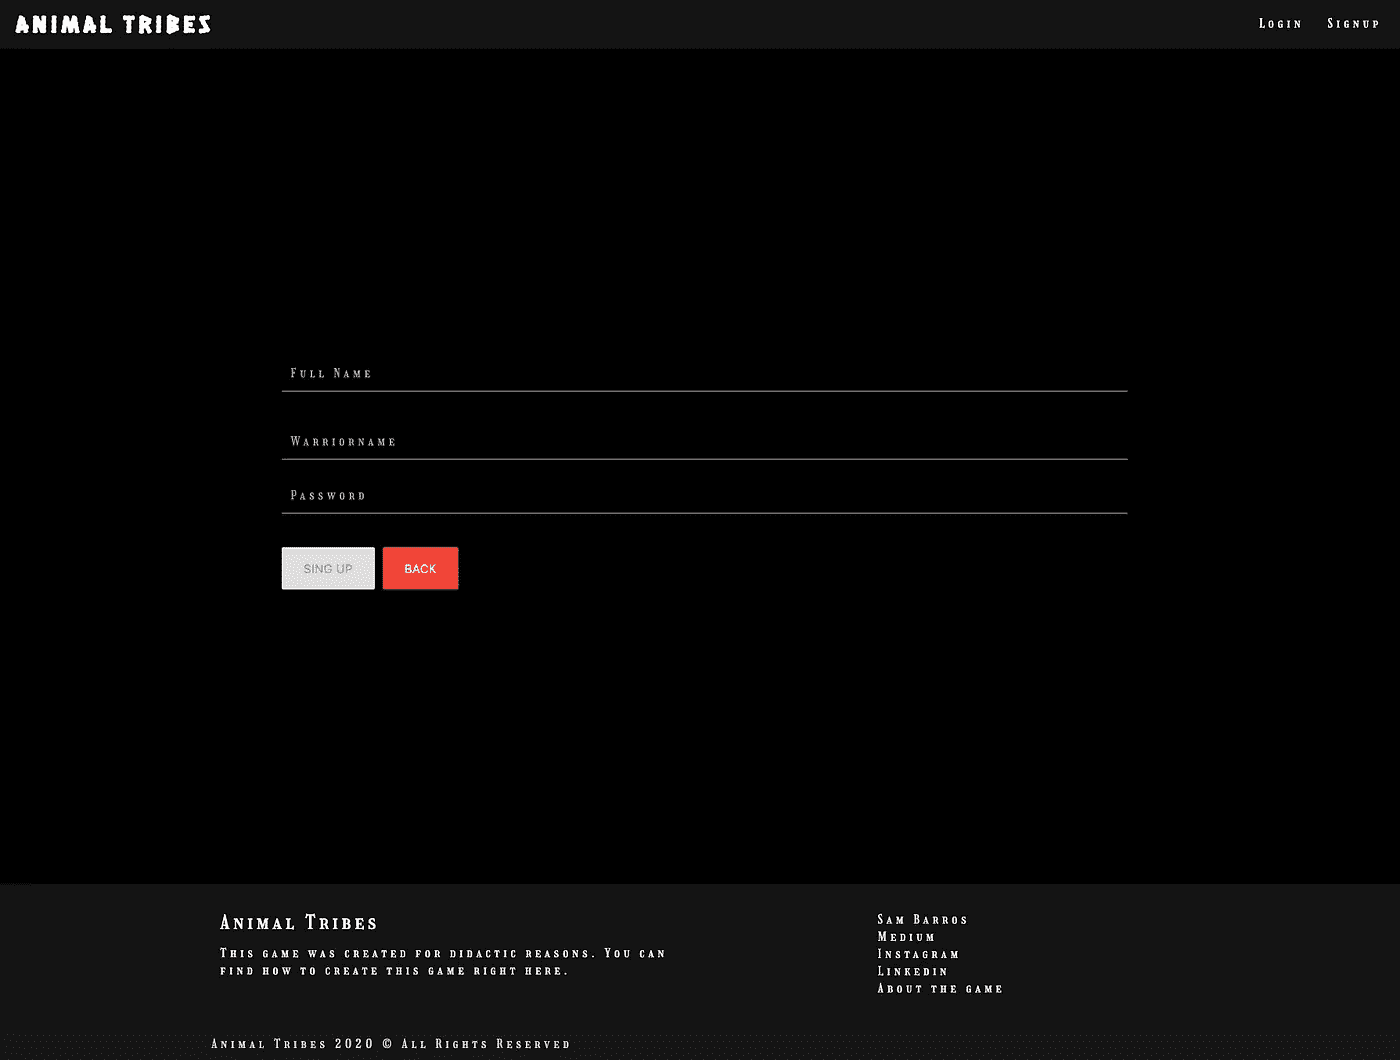 ANIMAL TRIBES
Login Signup
Full Name
Warriorname
Password
SING UP BACK
Animal Tribes
This game was created for didactic reasons. You can
find how to create this game right here.
Sam Barros
Medium
Instagram
Linkedin
About the game
Animal Tribes 2020 © All Rights Reserved